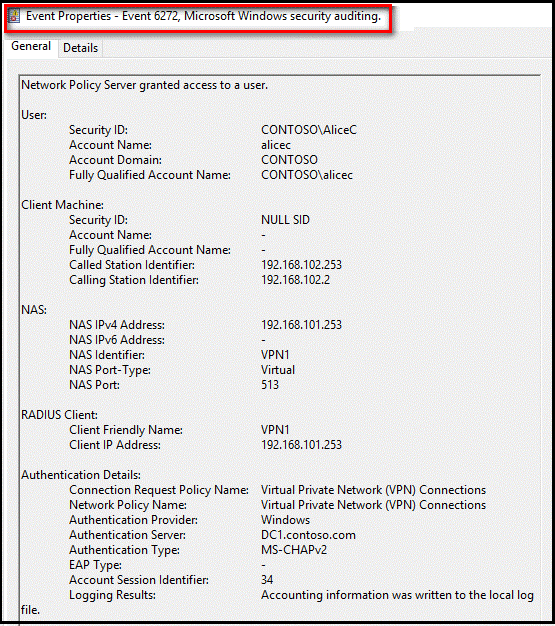 Event Properties - Event 6272, Microsoft Windows security auditing.
General Details
Network Policy Server granted access to a user.
User:
Security ID: CONTOSO\AliceC
Account Name: alicec
Account Domain: CONTOSO
Fully Qualified Account Name: CONTOSO\alicec
Client Machine:
Security ID: NULL SID
Account Name: -
Fully Qualified Account Name: -
Called Station Identifier: 192.168.102.253
Calling Station Identifier: 192.168.102.2
NAS:
NAS IPv4 Address: 192.168.101.253
NAS IPv6 Address: -
NAS Identifier: VPN1
NAS Port-Type: Virtual
NAS Port: 513
RADIUS Client:
Client Friendly Name: VPN1
Client IP Address: 192.168.101.253
Authentication Details:
Connection Request Policy Name: Virtual Private Network (VPN) Connections
Network Policy Name: Virtual Private Network (VPN) Connections
Authentication Provider: Windows
Authentication Server: DC1.contoso.com
Authentication Type: MS-CHAPv2
EAP Type: -
Account Session Identifier: 34
Logging Results: Accounting information was written to the local log
file.